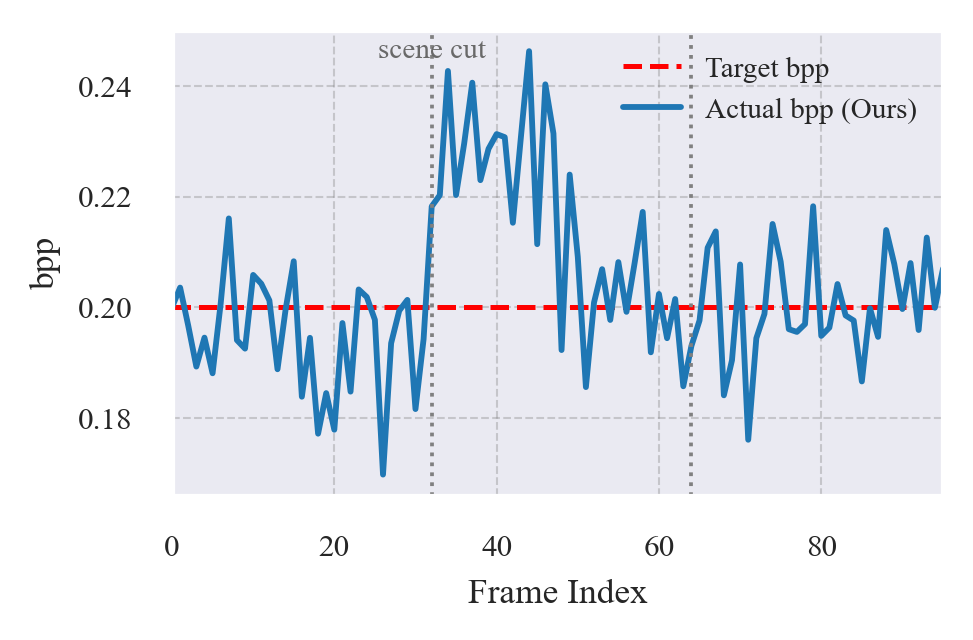 scene cut
Target bpp
Actual bpp (Ours)
0.24
0.22
0.20
0.18
bpp
0 20 40 60 80
Frame Index